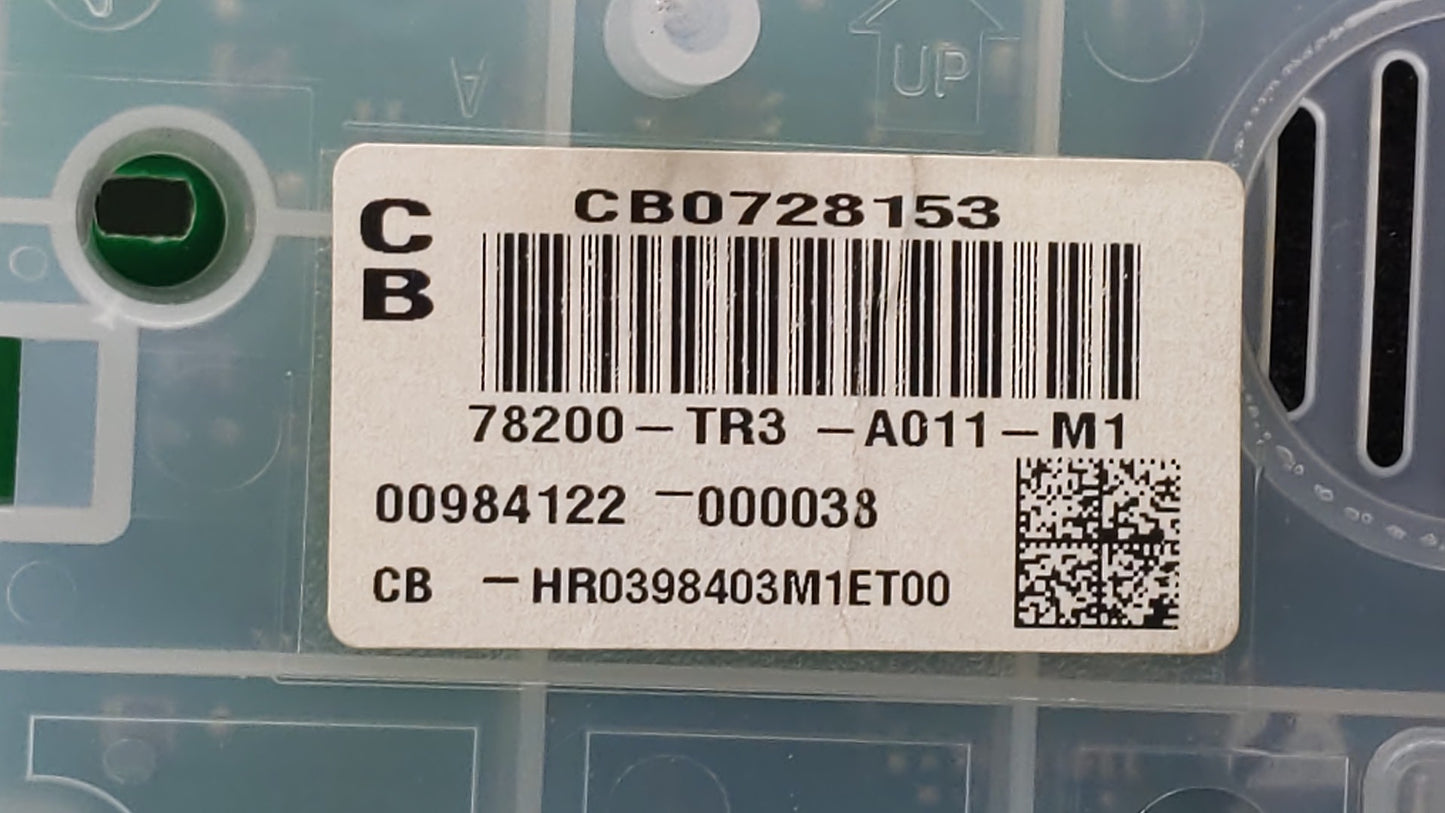 UP
A
C
B
CB0728153
78200-TR3 -A011-M1
00984122 -000038
CB -HR0398403M1ET00